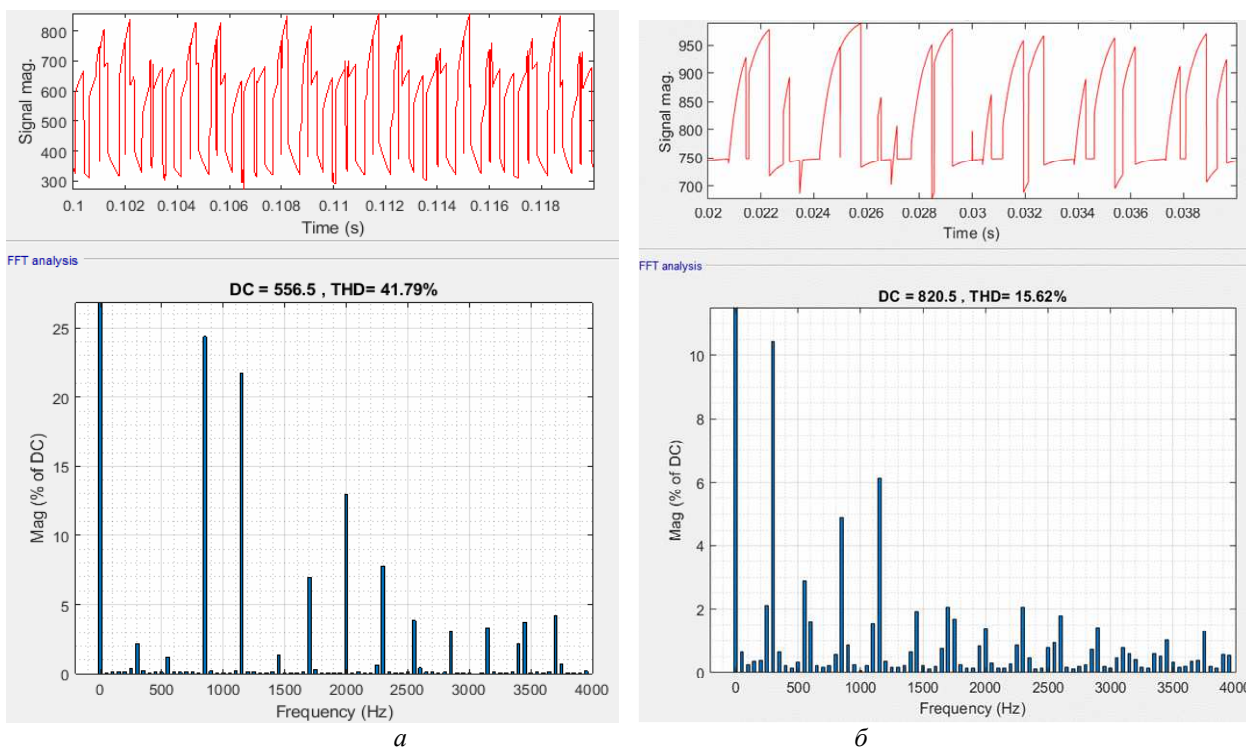 800
700
600
500
400
300
Signal mag.
0.1 0.102 0.104 0.106 0.108 0.11 0.112 0.114 0.116 0.118
Time (s)
FFT analysis
DC = 556.5 , THD= 41.79%
25
20
15
10
5
0
Mag (% of DC)
0 500 1000 1500 2000 2500 3000 3500 4000
Frequency (Hz)
а
950
900
850
800
750
700
Signal mag.
0.02 0.022 0.024 0.026 0.028 0.03 0.032 0.034 0.036 0.038
Time (s)
FFT analysis
DC = 820.5 , THD= 15.62%
10
8
6
4
2
0
Mag (% of DC)
0 500 1000 1500 2000 2500 3000 3500 4000
Frequency (Hz)
б